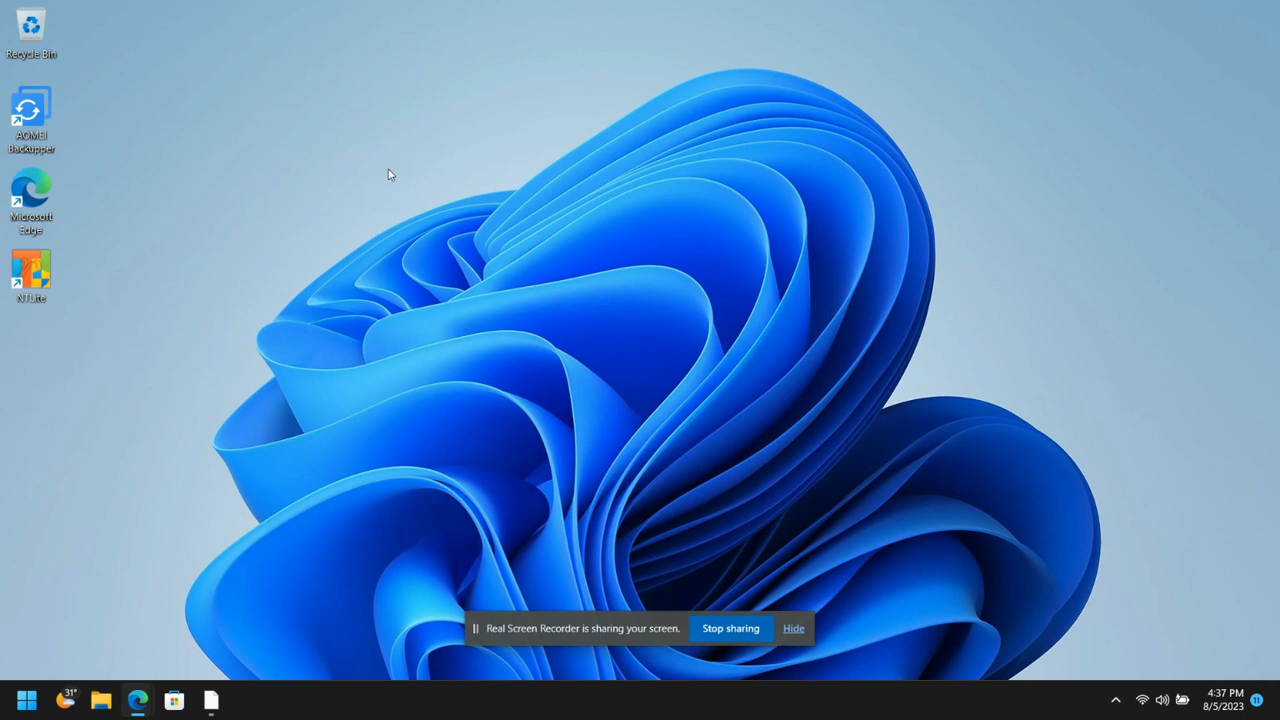 Recycle Bin
AOMEI
Backupper
Microsoft
Edge
NTLite
Real Screen Recorder is sharing your screen. Stop sharing Hide
31°
4:37 PM
8/5/2023
11